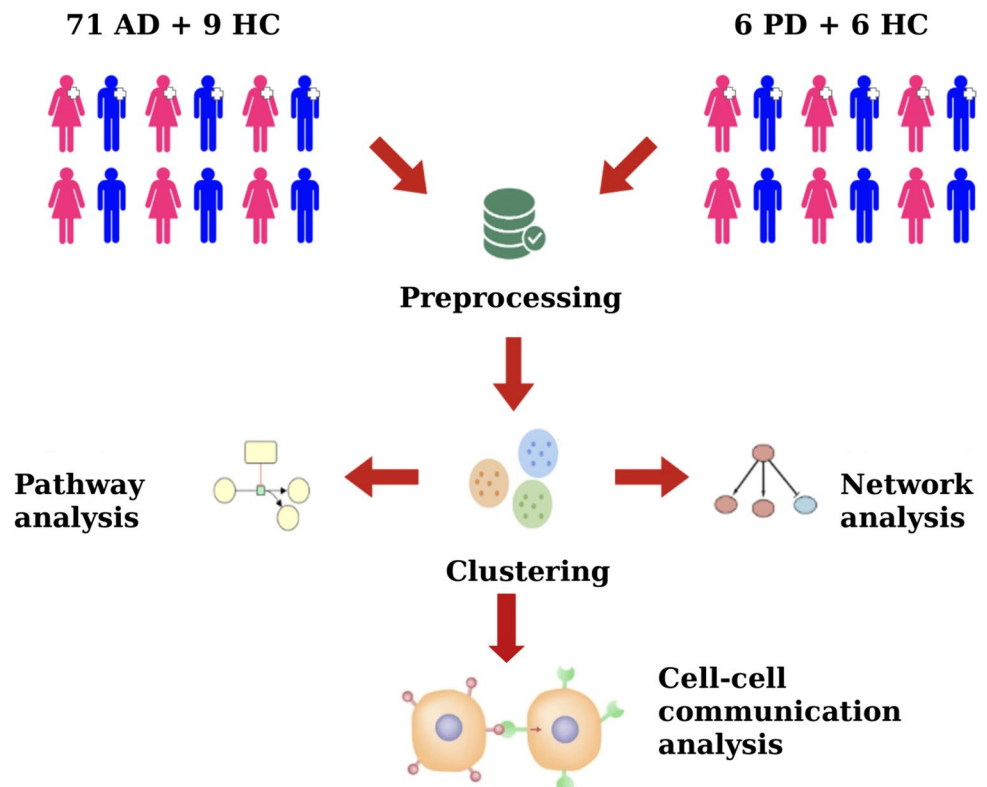 71 AD + 9 HC
6 PD + 6 HC
Preprocessing
Pathway
analysis
Network
analysis
Clustering
Cell-cell
communication
analysis